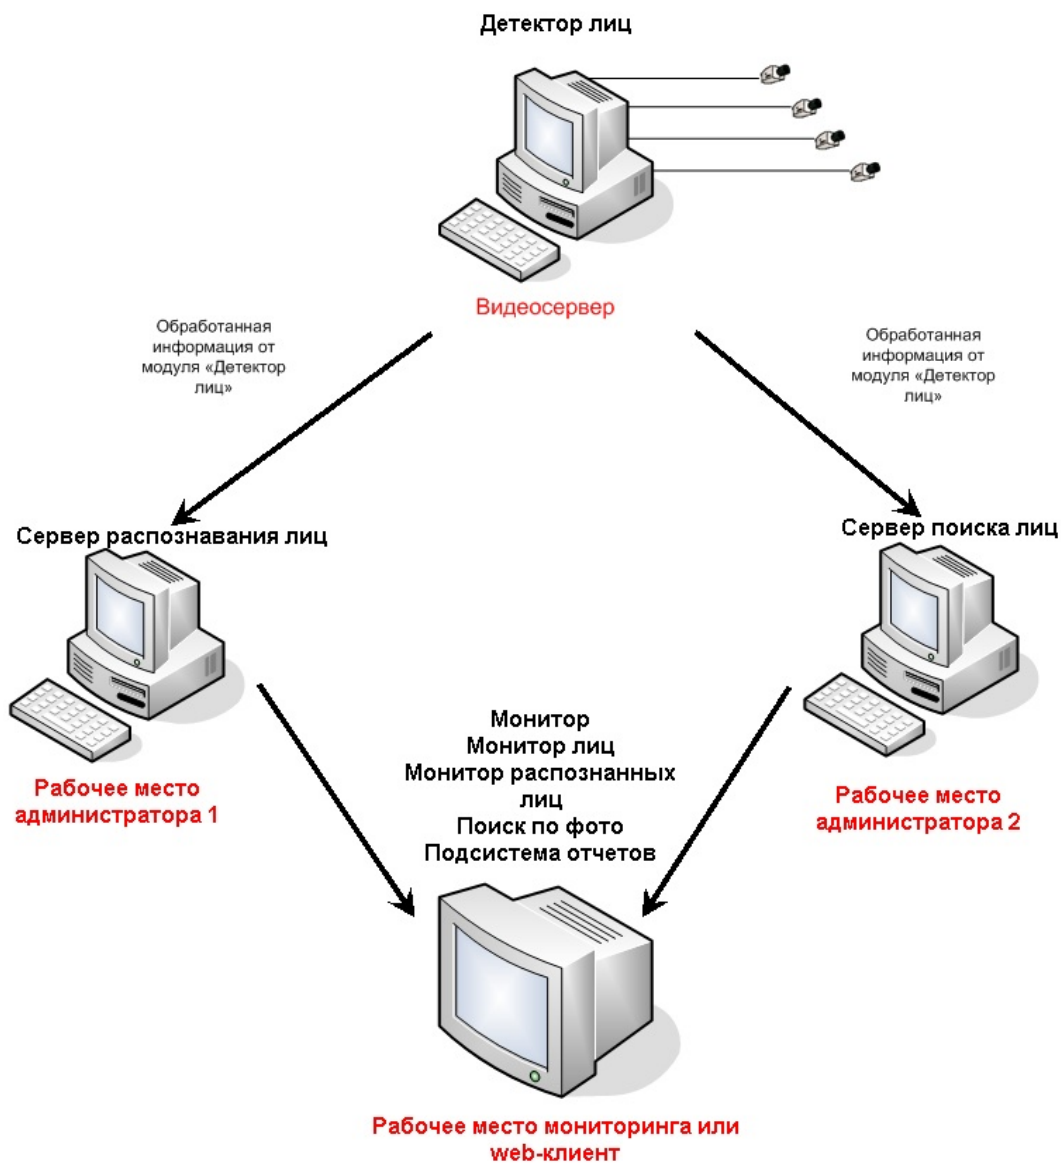 Детектор лиц
Видеосервер
Обработанная
информация от
модуля «Детектор
лиц»
Обработанная
информация от
модуля «Детектор
лиц»
Сервер распознавания лиц
Сервер поиска лиц
Рабочее место
администратора 1
Монитор
Монитор лиц
Монитор распознанных
лиц
Поиск по фото
Подсистема отчетов
Рабочее место
администратора 2
Рабочее место мониторинга или
web-клиент